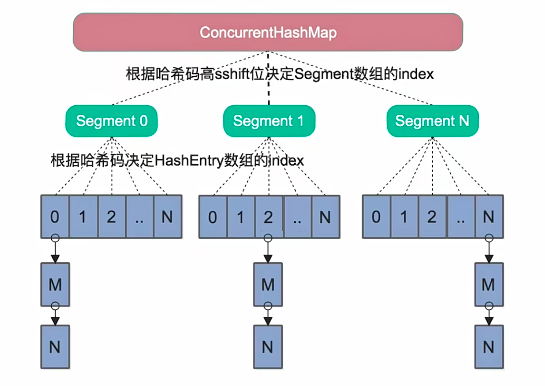 ConcurrentHashMap
根据哈希码高sshift位决定Segment数组的index
Segment 0 Segment 1 Segment N
根据哈希码决定HashEntry数组的index
0 1 2 .. N 0 1 2 .. N 0 1 2 .. N
M M M
N N N